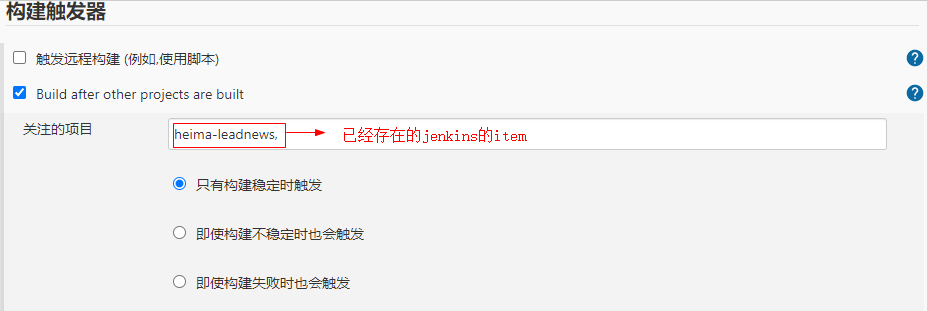 构建触发器
触发远程构建 (例如,使用脚本)
?
Build after other projects are built
?
关注的项目
heima-leadnews,
已经存在的jenkins的item
只有构建稳定时触发
即使构建不稳定时也会触发
即使构建失败时也会触发